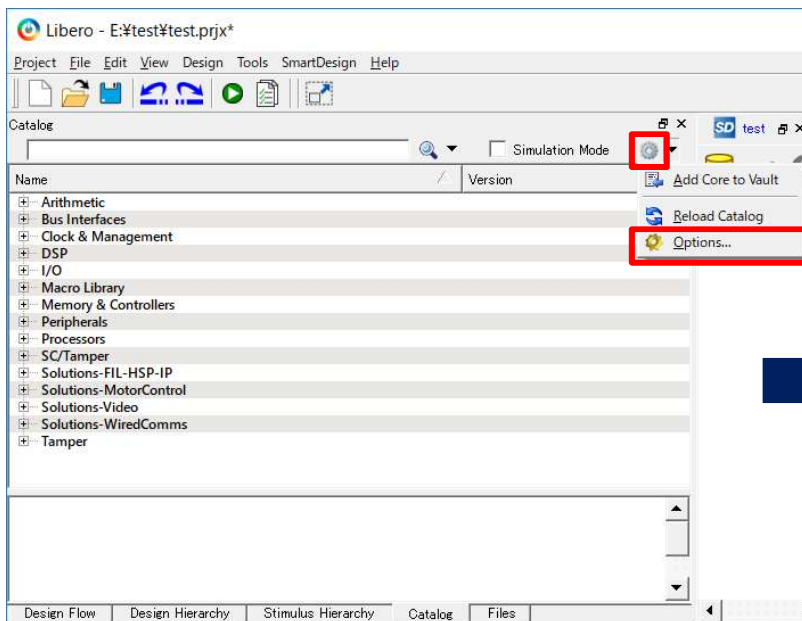 Libero - E:¥test¥test.prjx*
Project File Edit View Design Tools SmartDesign Help
Catalog
SD test
Simulation Mode
Name Version
Add Core to Vault
Reload Catalog
Options...
Arithmetic
Bus Interfaces
Clock & Management
DSP
I/O
Macro Library
Memory & Controllers
Peripherals
Processors
SC/Tamper
Solutions-FIL-HSP-IP
Solutions-MotorControl
Solutions-Video
Solutions-WiredComms
Tamper
Design Flow Design Hierarchy Stimulus Hierarchy Catalog Files